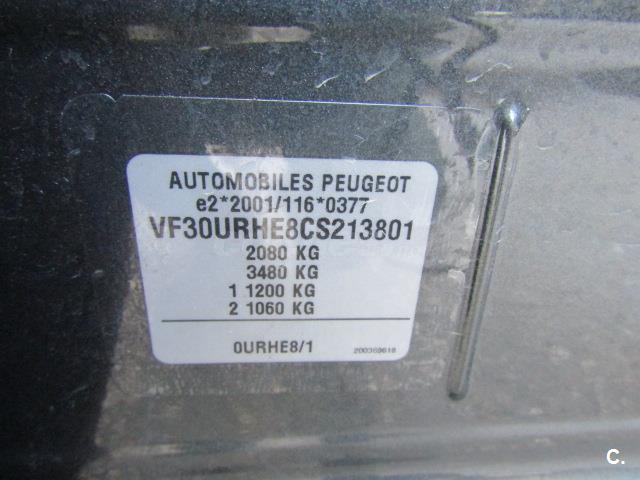 AUTOMOBILES PEUGEOT
e2*2001/116*0377
VF30URHE8CS213801
2080 KG
3480 KG
1 1200 KG
2 1060 KG
0URHE8/1
200369618
C.